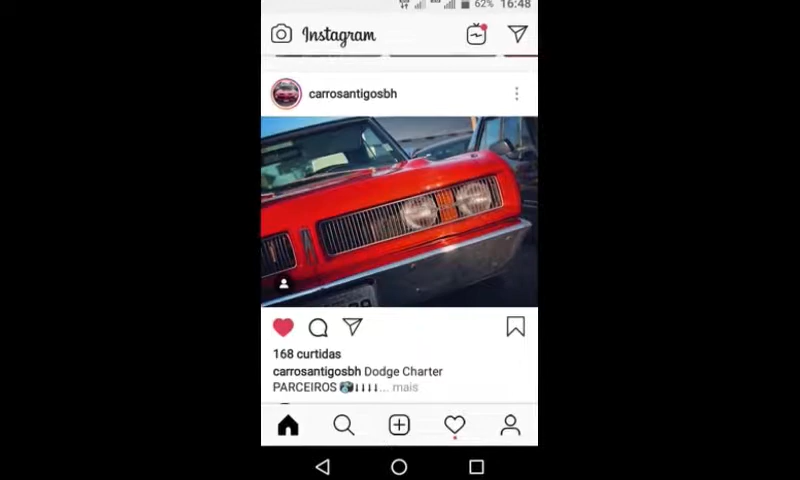 62% 16:48
Instagram
carrosantigosbh
168 curtidas
carrosantigosbh Dodge Charter
PARCEIROS ... mais